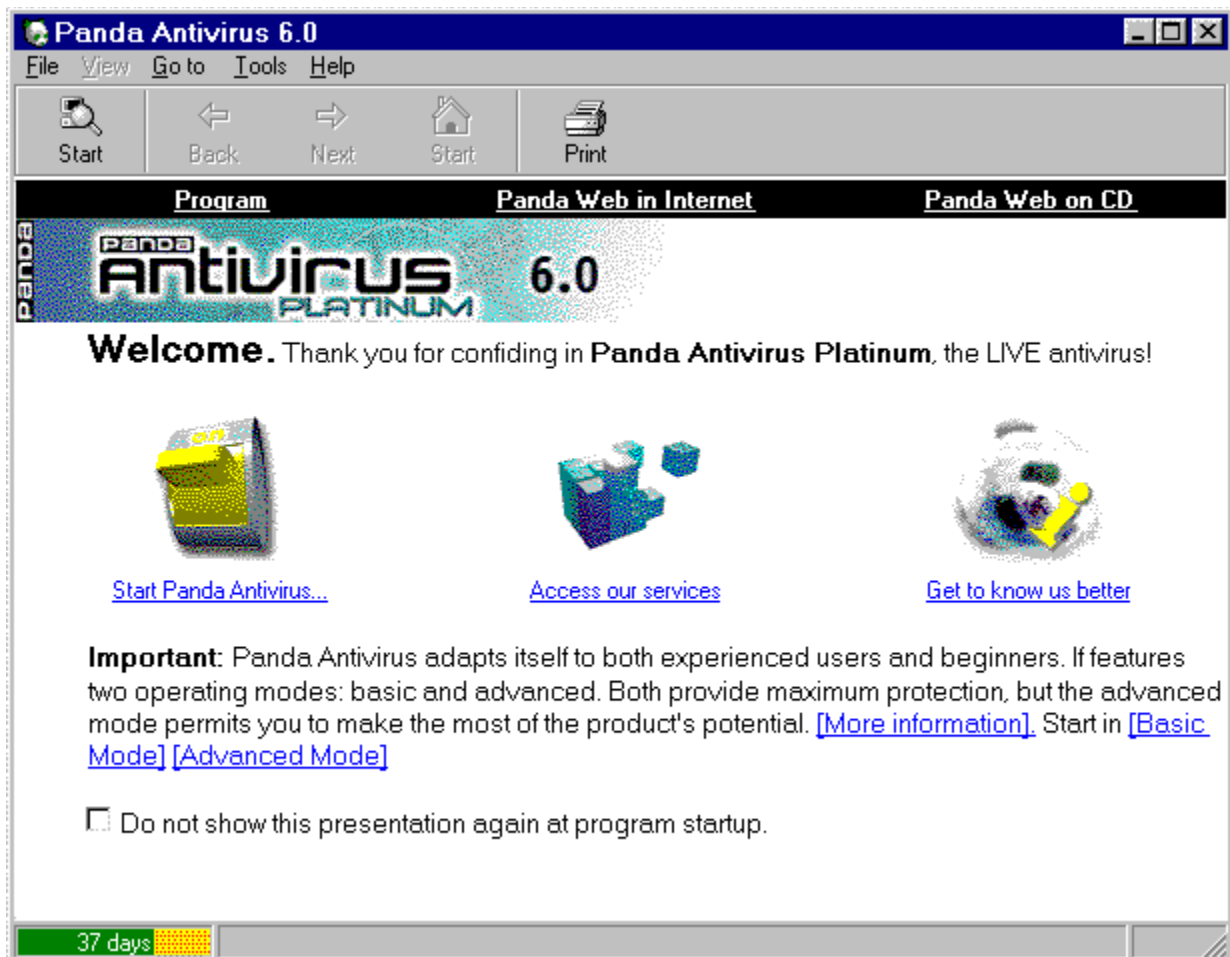 Panda Antivirus 6.0
File View Go to Tools Help
Start Back Next Start Print
Program Panda Web in Internet Panda Web on CD
panda
panda
Antivirus 6.0
PLATINUM
Welcome. Thank you for confiding in Panda Antivirus Platinum, the LIVE antivirus!
ON
Start Panda Antivirus... Access our services Get to know us better
Important: Panda Antivirus adapts itself to both experienced users and beginners. If features
two operating modes: basic and advanced. Both provide maximum protection, but the advanced
mode permits you to make the most of the product's potential. [More information]. Start in [Basic
Mode] [Advanced Mode]
Do not show this presentation again at program startup.
37 days